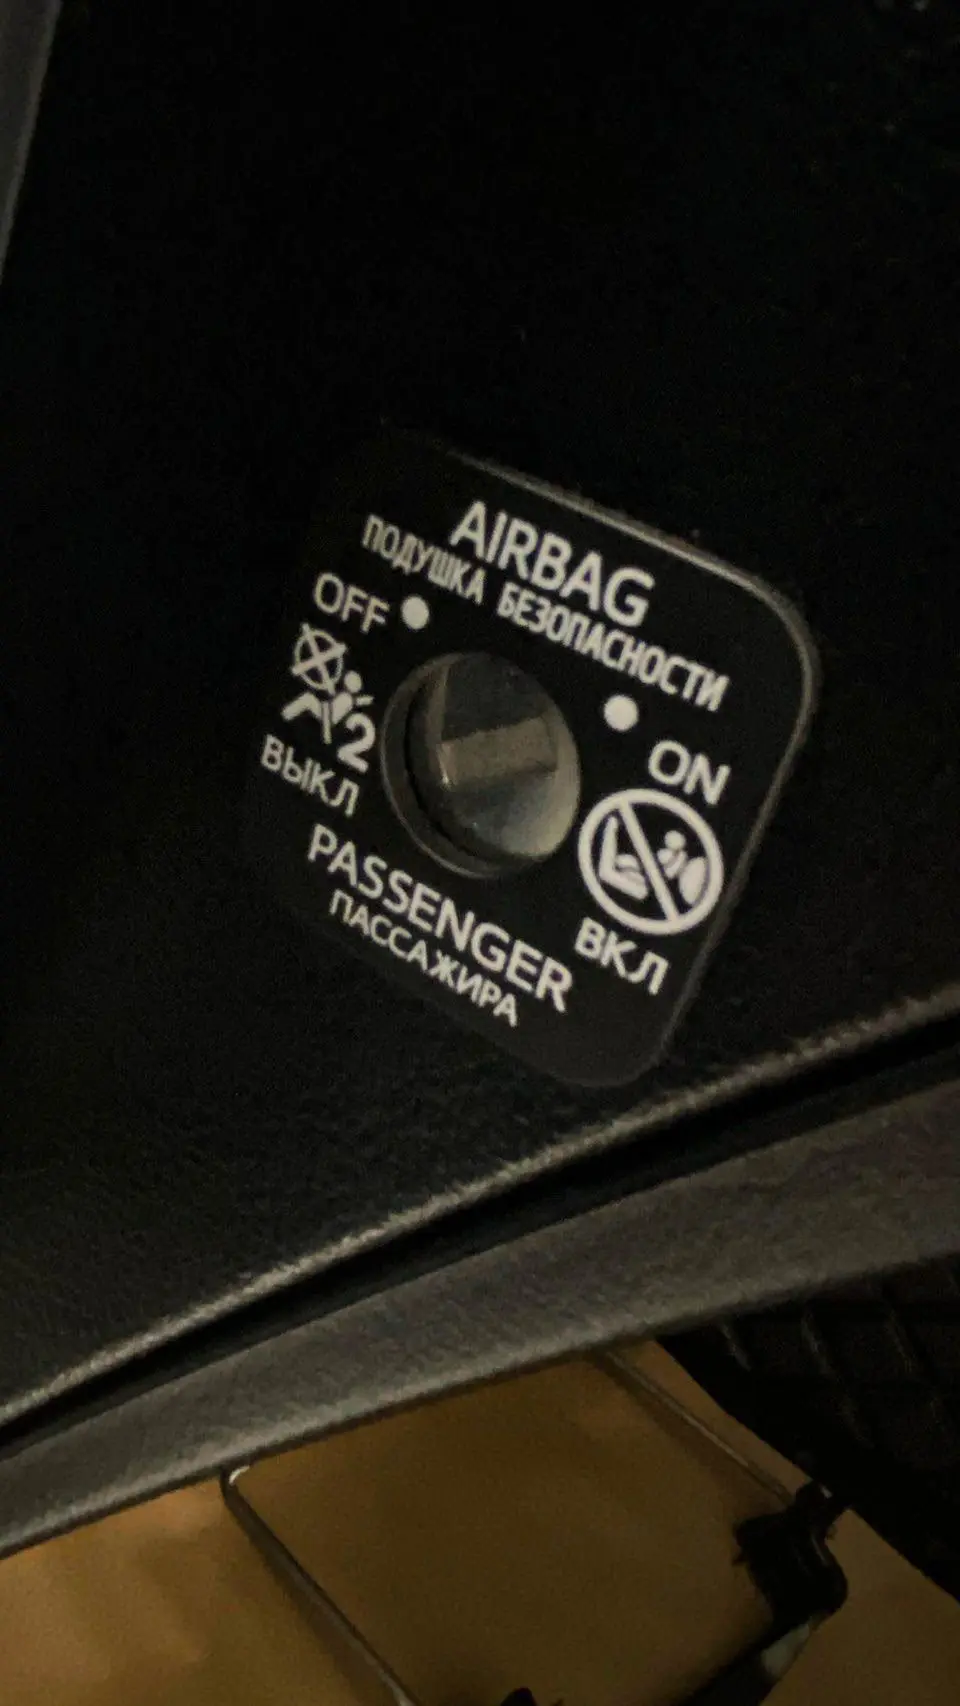 AIRBAG
ПОДУШКА БЕЗОПАСНОСТИ
OFF
2
ВЫКЛ
ON
ВКЛ
PASSENGER
ПАССАЖИРА